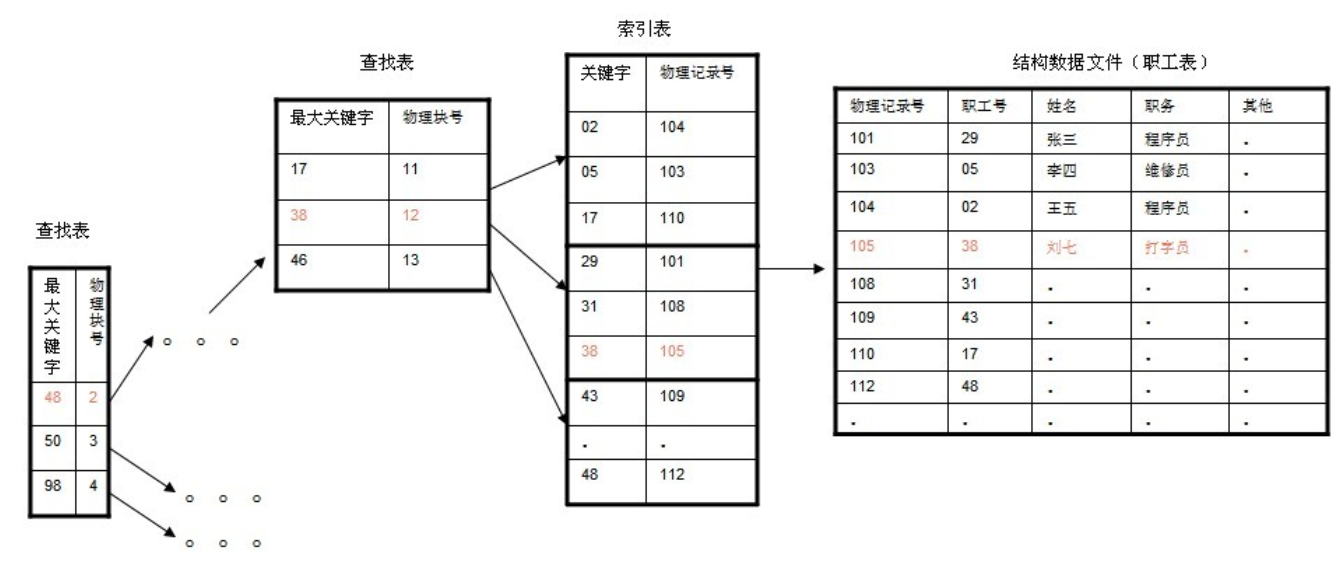 查找表
最大关键字 物理块号
48 2
50 3
98 4
查找表
最大关键字 物理块号
17 11
38 12
46 13
索引表
关键字 物理记录号
02 104
05 103
17 110
29 101
31 108
38 105
43 109
. .
48 112
结构数据文件（职工表）
物理记录号 职工号 姓名 职务 其他
101 29 张三 程序员 .
103 05 李四 维修员 .
104 02 王五 程序员 .
105 38 刘七 打字员 .
108 31 . . .
109 43 . . .
110 17 . . .
112 48 . . .
. . . . .